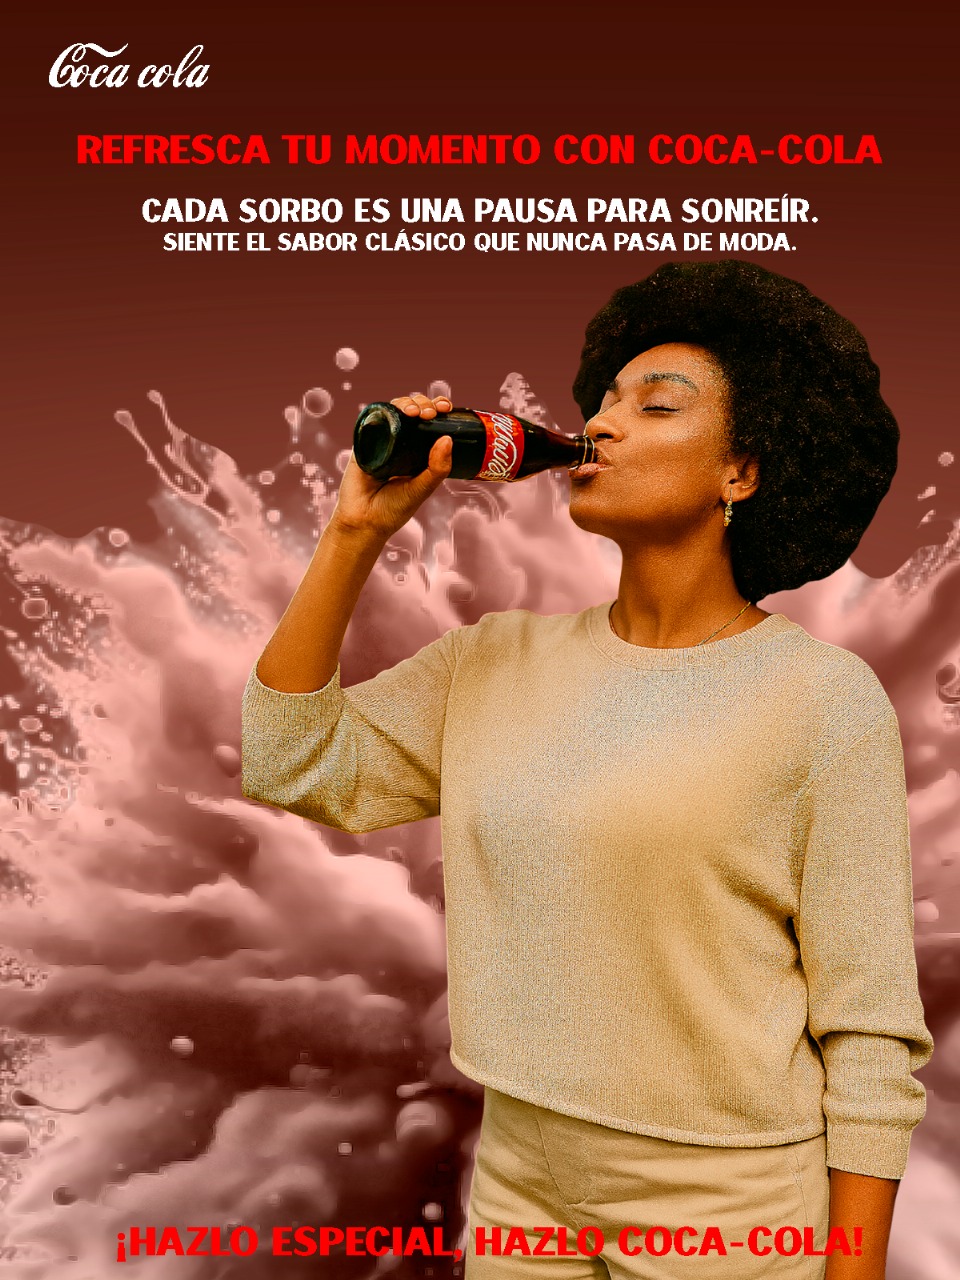 Coca cola
REFRESCA TU MOMENTO CON COCA-COLA
CADA SORBO ES UNA PAUSA PARA SONREÍR.
SIENTE EL SABOR CLÁSICO QUE NUNCA PASA DE MODA.
¡HAZLO ESPECIAL, HAZLO COCA-COLA!